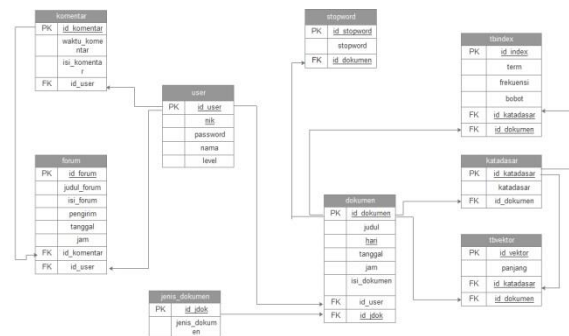 komentar
PK id_komentar
waktu_kome
ntar
isi_komenta
r
FK id_user
forum
PK id_forum
judul_forum
isi_forum
pengirim
tanggal
jam
FK id_komentar
FK id_user
user
PK id_user
nik
password
nama
level
jenis_dokumen
PK id_jdok
jenis_dokum
en
stopword
PK id_stopword
stopword
FK id_dokumen
dokumen
PK id_dokumen
judul
hari
tanggal
jam
isi_dokumen
FK id_user
FK id_jdok
tbindex
PK id_index
term
frekuensi
bobot
FK id_katadasar
FK id_dokumen
katadasar
PK id_katadasar
katadasar
FK id_dokumen
tbvektor
PK id_vektor
panjang
FK id_katadasar
FK id_dokumen